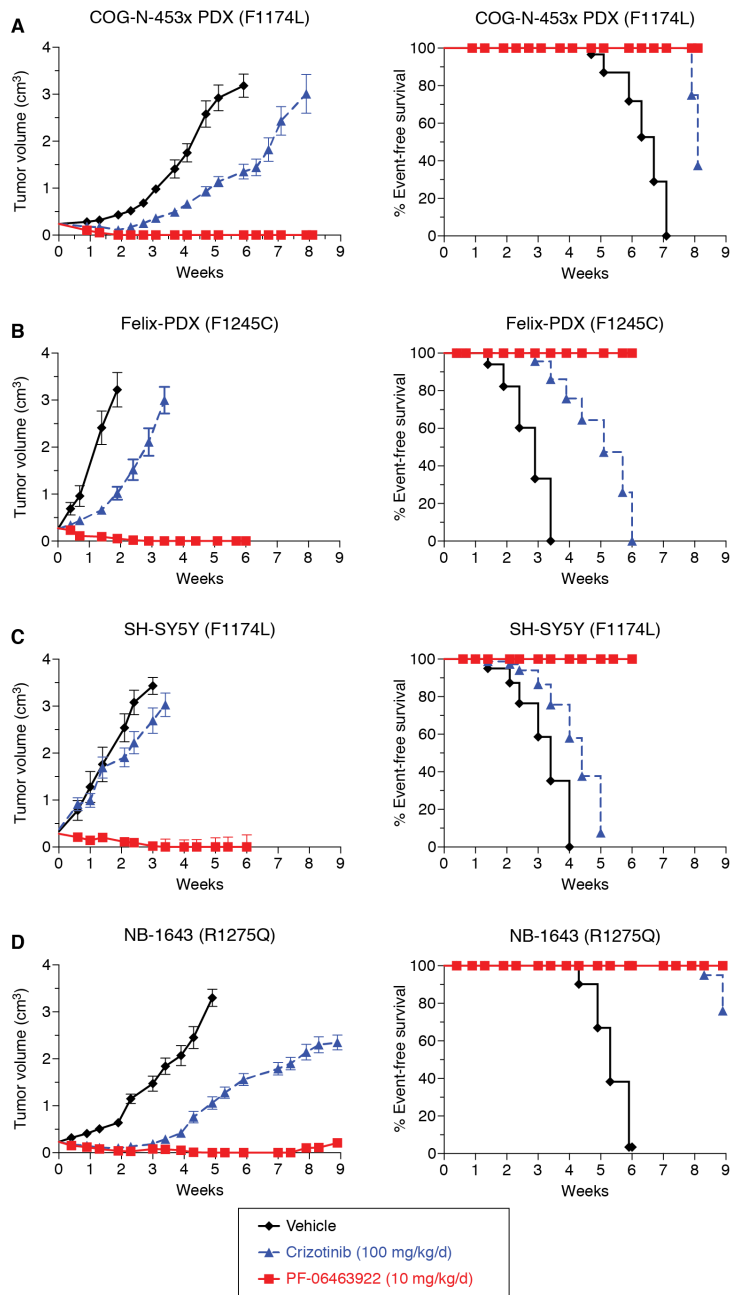 A
COG-N-453x PDX (F1174L)
Tumor volume (cm3)
4
3
2
1
0
0 1 2 3 4 5 6 7 8 9
Weeks
COG-N-453x PDX (F1174L)
% Event-free survival
100
80
60
40
20
0
0 1 2 3 4 5 6 7 8 9
Weeks
B
Felix-PDX (F1245C)
Tumor volume (cm3)
4
3
2
1
0
0 1 2 3 4 5 6 7 8 9
Weeks
Felix-PDX (F1245C)
% Event-free survival
100
80
60
40
20
0
0 1 2 3 4 5 6 7 8 9
Weeks
C
SH-SY5Y (F1174L)
Tumor volume (cm3)
4
3
2
1
0
0 1 2 3 4 5 6 7 8 9
Weeks
SH-SY5Y (F1174L)
% Event-free survival
100
80
60
40
20
0
0 1 2 3 4 5 6 7 8 9
Weeks
D
NB-1643 (R1275Q)
Tumor volume (cm3)
4
3
2
1
0
0 1 2 3 4 5 6 7 8 9
Weeks
NB-1643 (R1275Q)
% Event-free survival
100
80
60
40
20
0
0 1 2 3 4 5 6 7 8 9
Weeks
Vehicle
Crizotinib (100 mg/kg/d)
PF-06463922 (10 mg/kg/d)